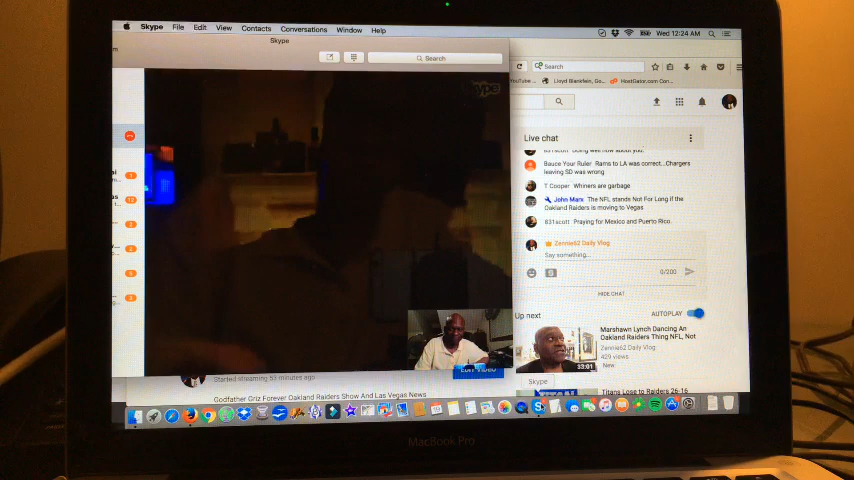 Skype File Edit View Contacts Conversations Window Help
Wed 12:24 AM
Skype
Search
Search
Lloyd Blankfein, Go...
HostGator.com Con...
Live chat
Bauce Your Ruler Rams to LA was correct...Chargers
leaving SD was wrong
T Cooper Whiners are garbage
John Marx The NFL stands Not For Long if the
Oakland Raiders is moving to Vegas
831scott Praying for Mexico and Puerto Rico.
Zennie62 Daily Vlog
Say something...
0/200
HIDE CHAT
Up next
AUTOPLAY
Marshawn Lynch Dancing An
Oakland Raiders Thing NFL, Not
Zennie62 Daily Vlog
429 views
New
33:01
Skype
Titans Lose to Raiders 26-16
Started streaming 53 minutes ago
Godfather Griz Forever Oakland Raiders Show And Las Vegas News
MacBook Pro